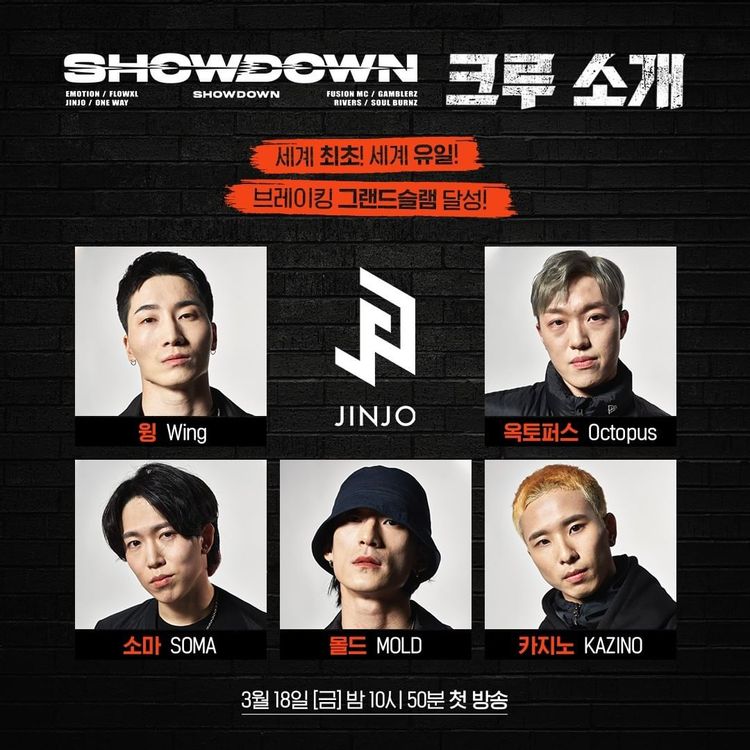 SHOWDOWN 크루 소개
EMOTION / FLOWXL
JINJO / ONE WAY
SHOWDOWN
FUSION MC / GAMBLERZ
RIVERS / SOUL BURNZ
세계 최초! 세계 유일!
브레이킹 그랜드슬램 달성!
JINJO
윙 Wing
옥토퍼스 Octopus
소마 SOMA
몰드 MOLD
카지노 KAZINO
3월 18일 [금] 밤 10시 50분 첫 방송